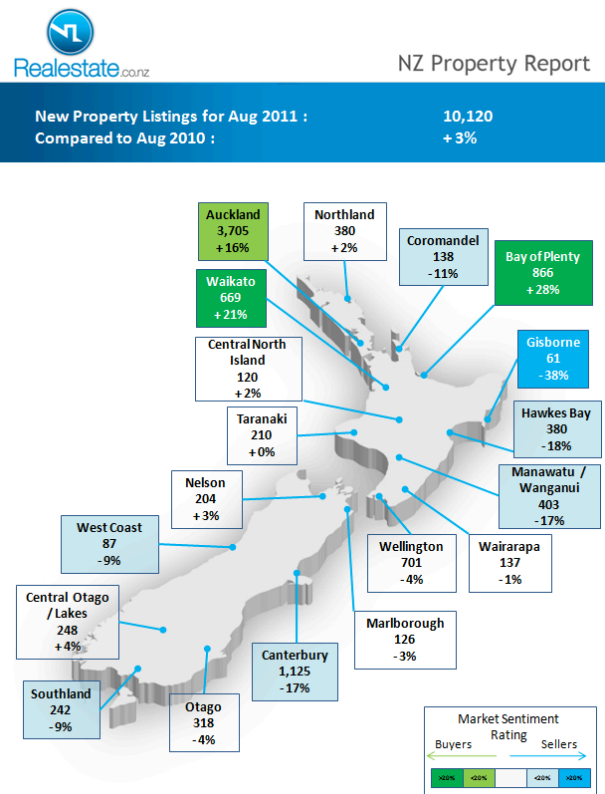 Realestate.co.nz
NZ Property Report
New Property Listings for Aug 2011 : 10,120
Compared to Aug 2010 : + 3%
Auckland
3,705
+ 16%
Northland
380
+ 2%
Coromandel
138
- 11%
Bay of Plenty
866
+ 28%
Waikato
669
+ 21%
Central North
Island
120
+ 2%
Gisborne
61
- 38%
Taranaki
210
+ 0%
Hawkes Bay
380
- 18%
Nelson
204
+ 3%
Manawatu /
Wanganui
403
- 17%
West Coast
87
- 9%
Wellington
701
- 4%
Wairarapa
137
- 1%
Central Otago
/ Lakes
248
+ 4%
Marlborough
126
- 3%
Canterbury
1,125
- 17%
Southland
242
- 9%
Otago
318
- 4%
Market Sentiment
Rating
Buyers Sellers
>20% <20% <20% >20%